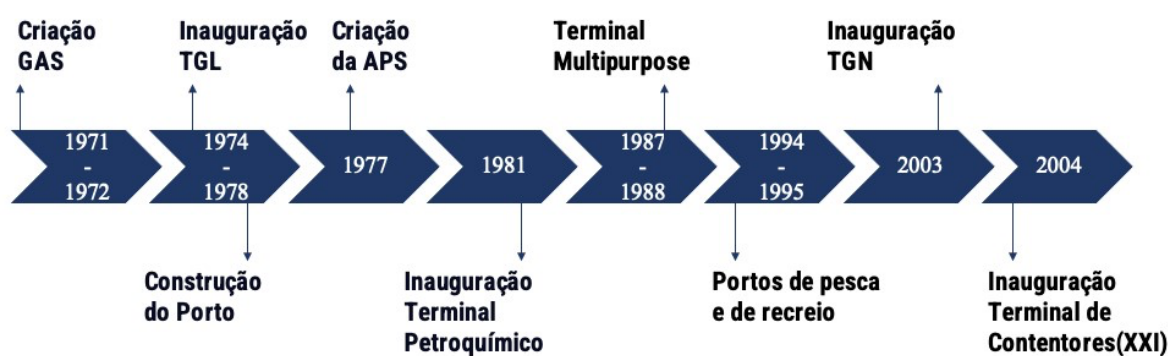 Criação
GAS
Inauguração
TGL
Criação
da APS
Terminal
Multipurpose
Inauguração
TGN
1971
-
1972
1974
-
1978
1977
1981
1987
-
1988
1994
-
1995
2003
2004
Construção
do Porto
Inauguração
Terminal
Petroquímico
Portos de pesca
e de recreio
Inauguração
Terminal de
Contentores(XXI)